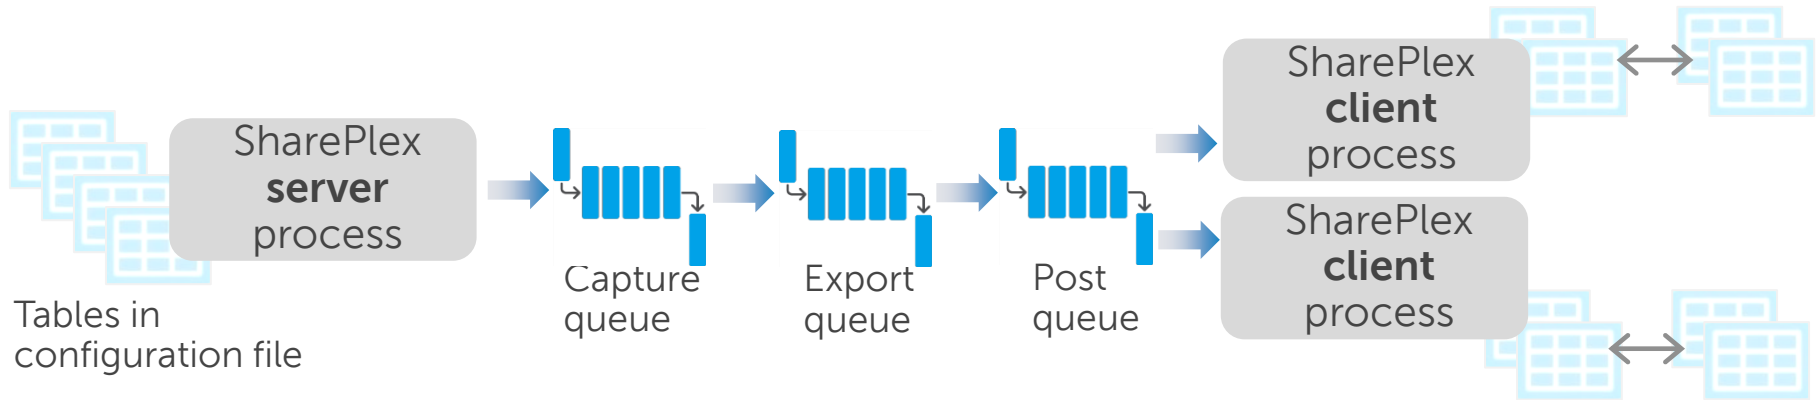 Tables in
configuration file
SharePlex
server
process
Capture
queue
Export
queue
Post
queue
SharePlex
client
process
SharePlex
client
process